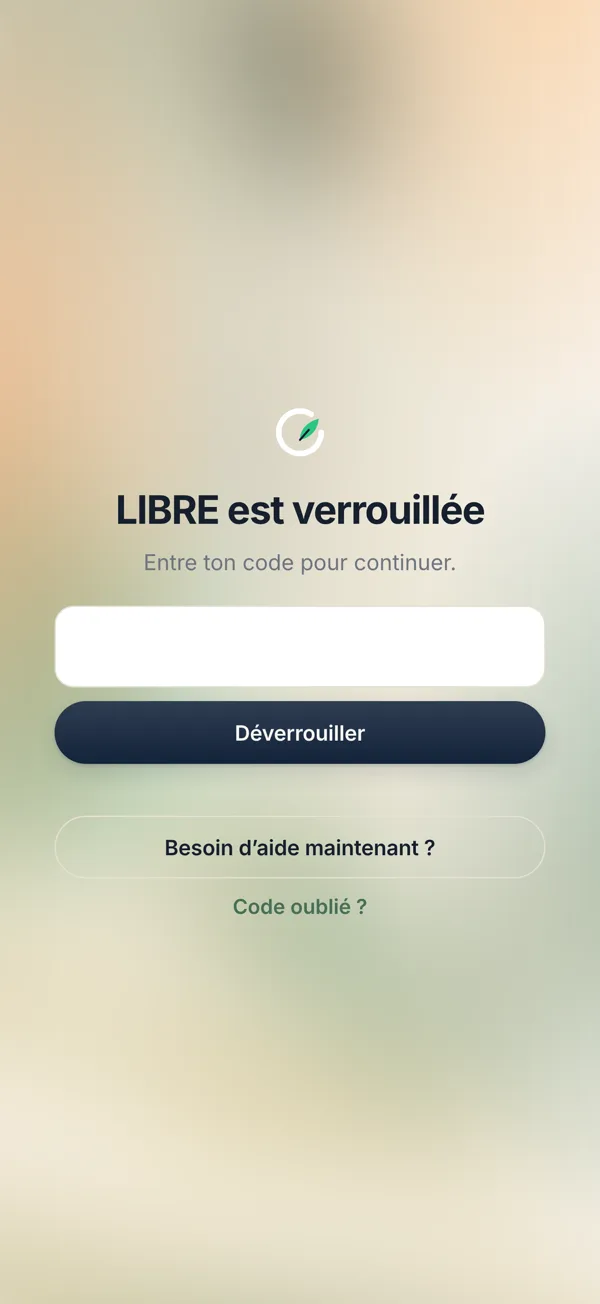 LIBRE est verrouillée
Entre ton code pour continuer.
Déverrouiller
Besoin d’aide maintenant ?
Code oublié ?